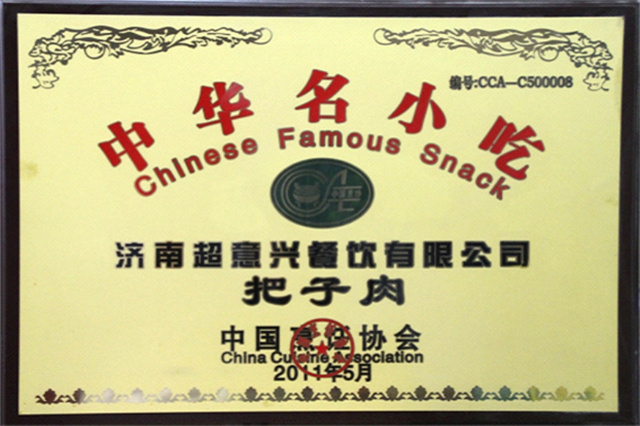 编号:CCA—C500008
中华名小吃
Chinese Famous Snack
济南超意兴餐饮有限公司
把子肉
中国烹饪协会
China Cuisine Association
2011年5月